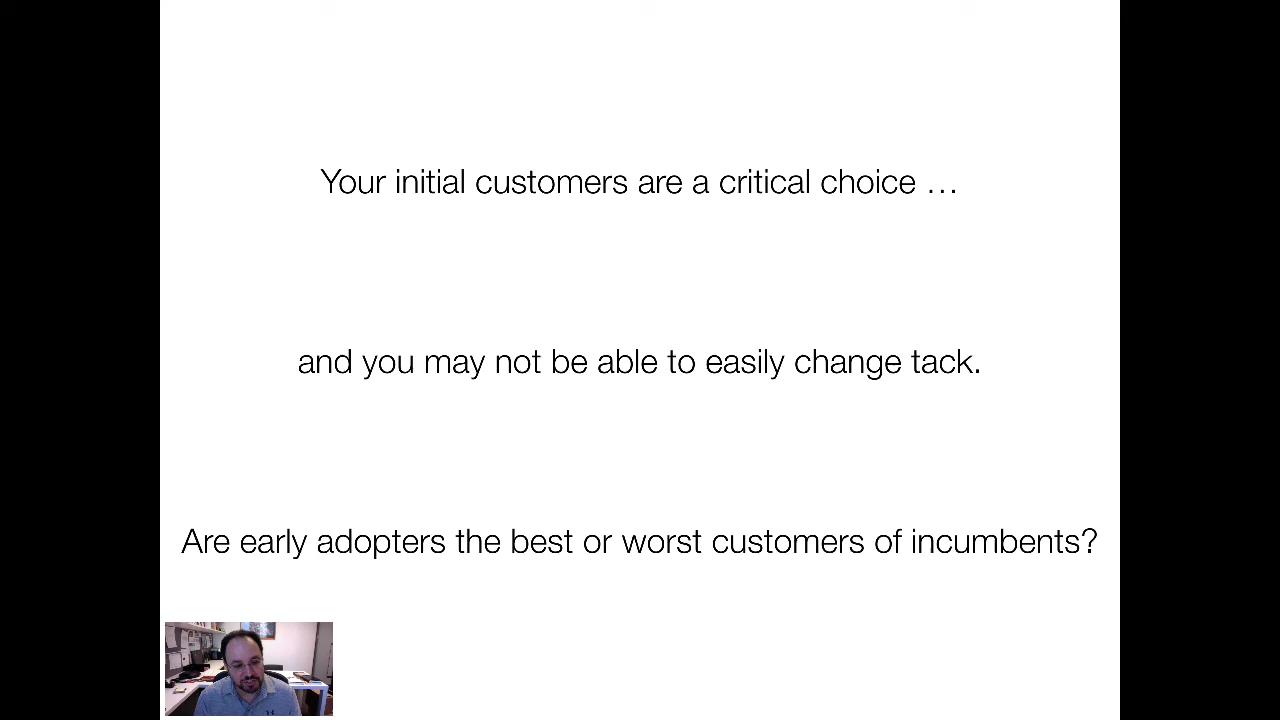 Your initial customers are a critical choice …
and you may not be able to easily change tack.
Are early adopters the best or worst customers of incumbents?